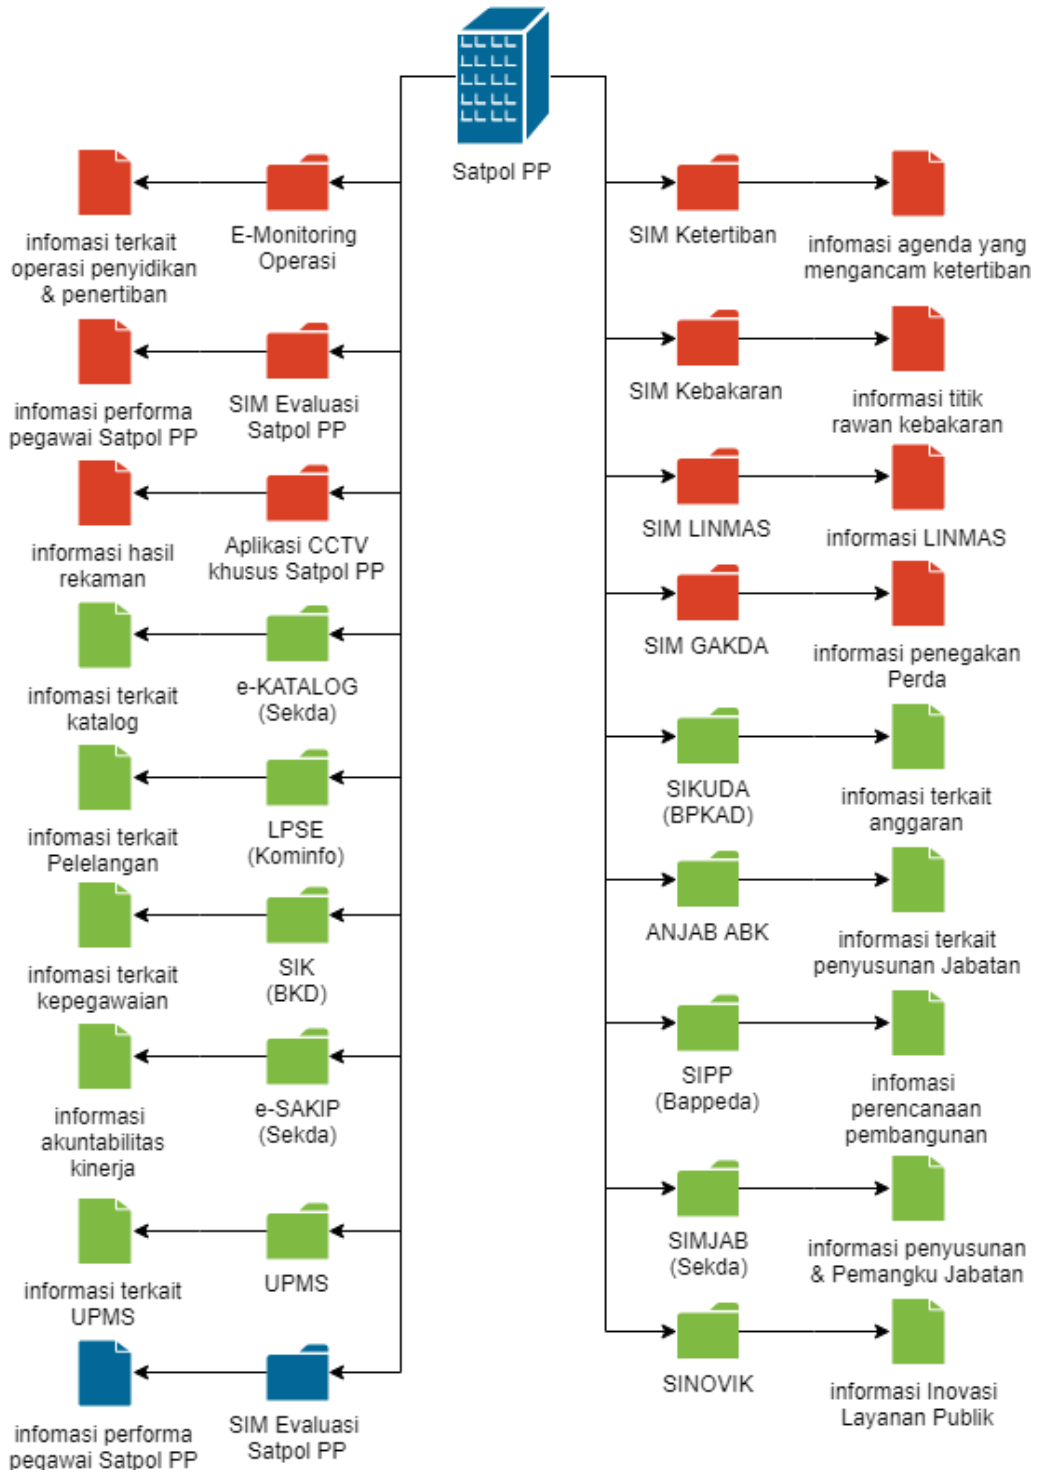 Satpol PP
E-Monitoring
Operasi
infomasi terkait
operasi penyidikan
& penertiban
SIM Evaluasi
Satpol PP
infomasi performa
pegawai Satpol PP
Aplikasi CCTV
khusus Satpol PP
informasi hasil
rekaman
e-KATALOG
(Sekda)
infomasi terkait
katalog
LPSE
(Kominfo)
infomasi terkait
Pelelangan
SIK
(BKD)
infomasi terkait
kepegawaian
e-SAKIP
(Sekda)
informasi
akuntabilitas
kinerja
UPMS
informasi terkait
UPMS
SIM Evaluasi
Satpol PP
infomasi performa
pegawai Satpol PP
SIM Ketertiban
infomasi agenda yang
mengancam ketertiban
SIM Kebakaran
informasi titik
rawan kebakaran
SIM LINMAS
informasi LINMAS
SIM GAKDA
informasi penegakan
Perda
SIKUDA
(BPKAD)
infomasi terkait
anggaran
ANJAB ABK
informasi terkait
penyusunan Jabatan
SIPP
(Bappeda)
infomasi
perencanaan
pembangunan
SIMJAB
(Sekda)
informasi penyusunan
& Pemangku Jabatan
SINOVIK
informasi Inovasi
Layanan Publik